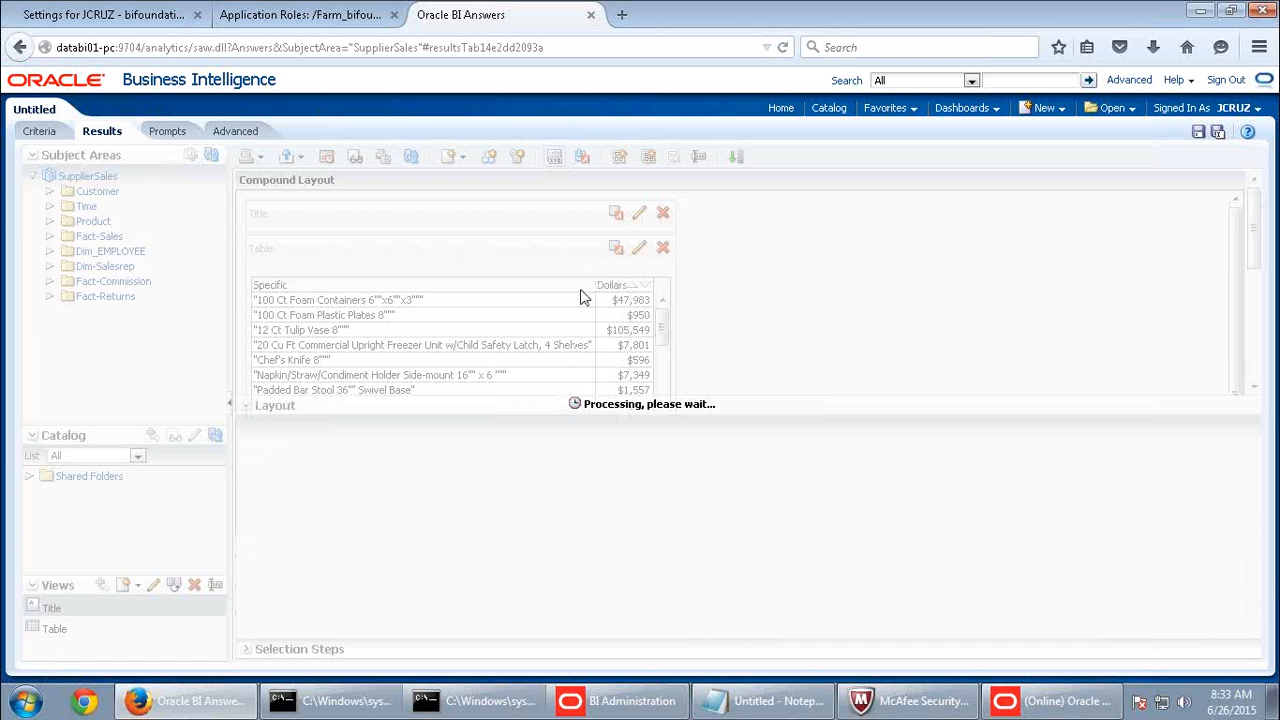 Settings for JCRUZ - bifoundati...
Application Roles: /Farm_bifou...
Oracle BI Answers
databi01-pc:9704/analytics/saw.dll?Answers&SubjectArea="SupplierSales"#resultsTab14e2dd2093a
Search
ORACLE Business Intelligence
Search All Advanced Help Sign Out
Untitled
Home Catalog Favorites Dashboards New Open Signed In As JCRUZ
Criteria Results Prompts Advanced
Subject Areas
SupplierSales
Customer
Time
Product
Fact-Sales
Dim_EMPLOYEE
Dim-Salesrep
Fact-Commission
Fact-Returns
Compound Layout
Title
Table
Specific Dollars
"100 Ct Foam Containers 6""x6""x3""" $47,983
"100 Ct Foam Plastic Plates 8""" $950
"12 Ct Tulip Vase 8""" $105,549
"20 Cu Ft Commercial Upright Freezer Unit w/Child Safety Latch, 4 Shelves" $7,801
"Chef's Knife 8""" $596
"Napkin/Straw/Condiment Holder Side-mount 16"" x 6 """ $7,349
"Padded Bar Stool 36"" Swivel Base" $1,557
Processing, please wait...
Layout
Catalog
List All
Shared Folders
Views
Title
Table
Selection Steps
Oracle BI Answe...
C:\Windows\sys...
C:\Windows\sys...
BI Administration
Untitled - Notep...
McAfee Security...
(Online) Oracle ...
8:33 AM
6/26/2015